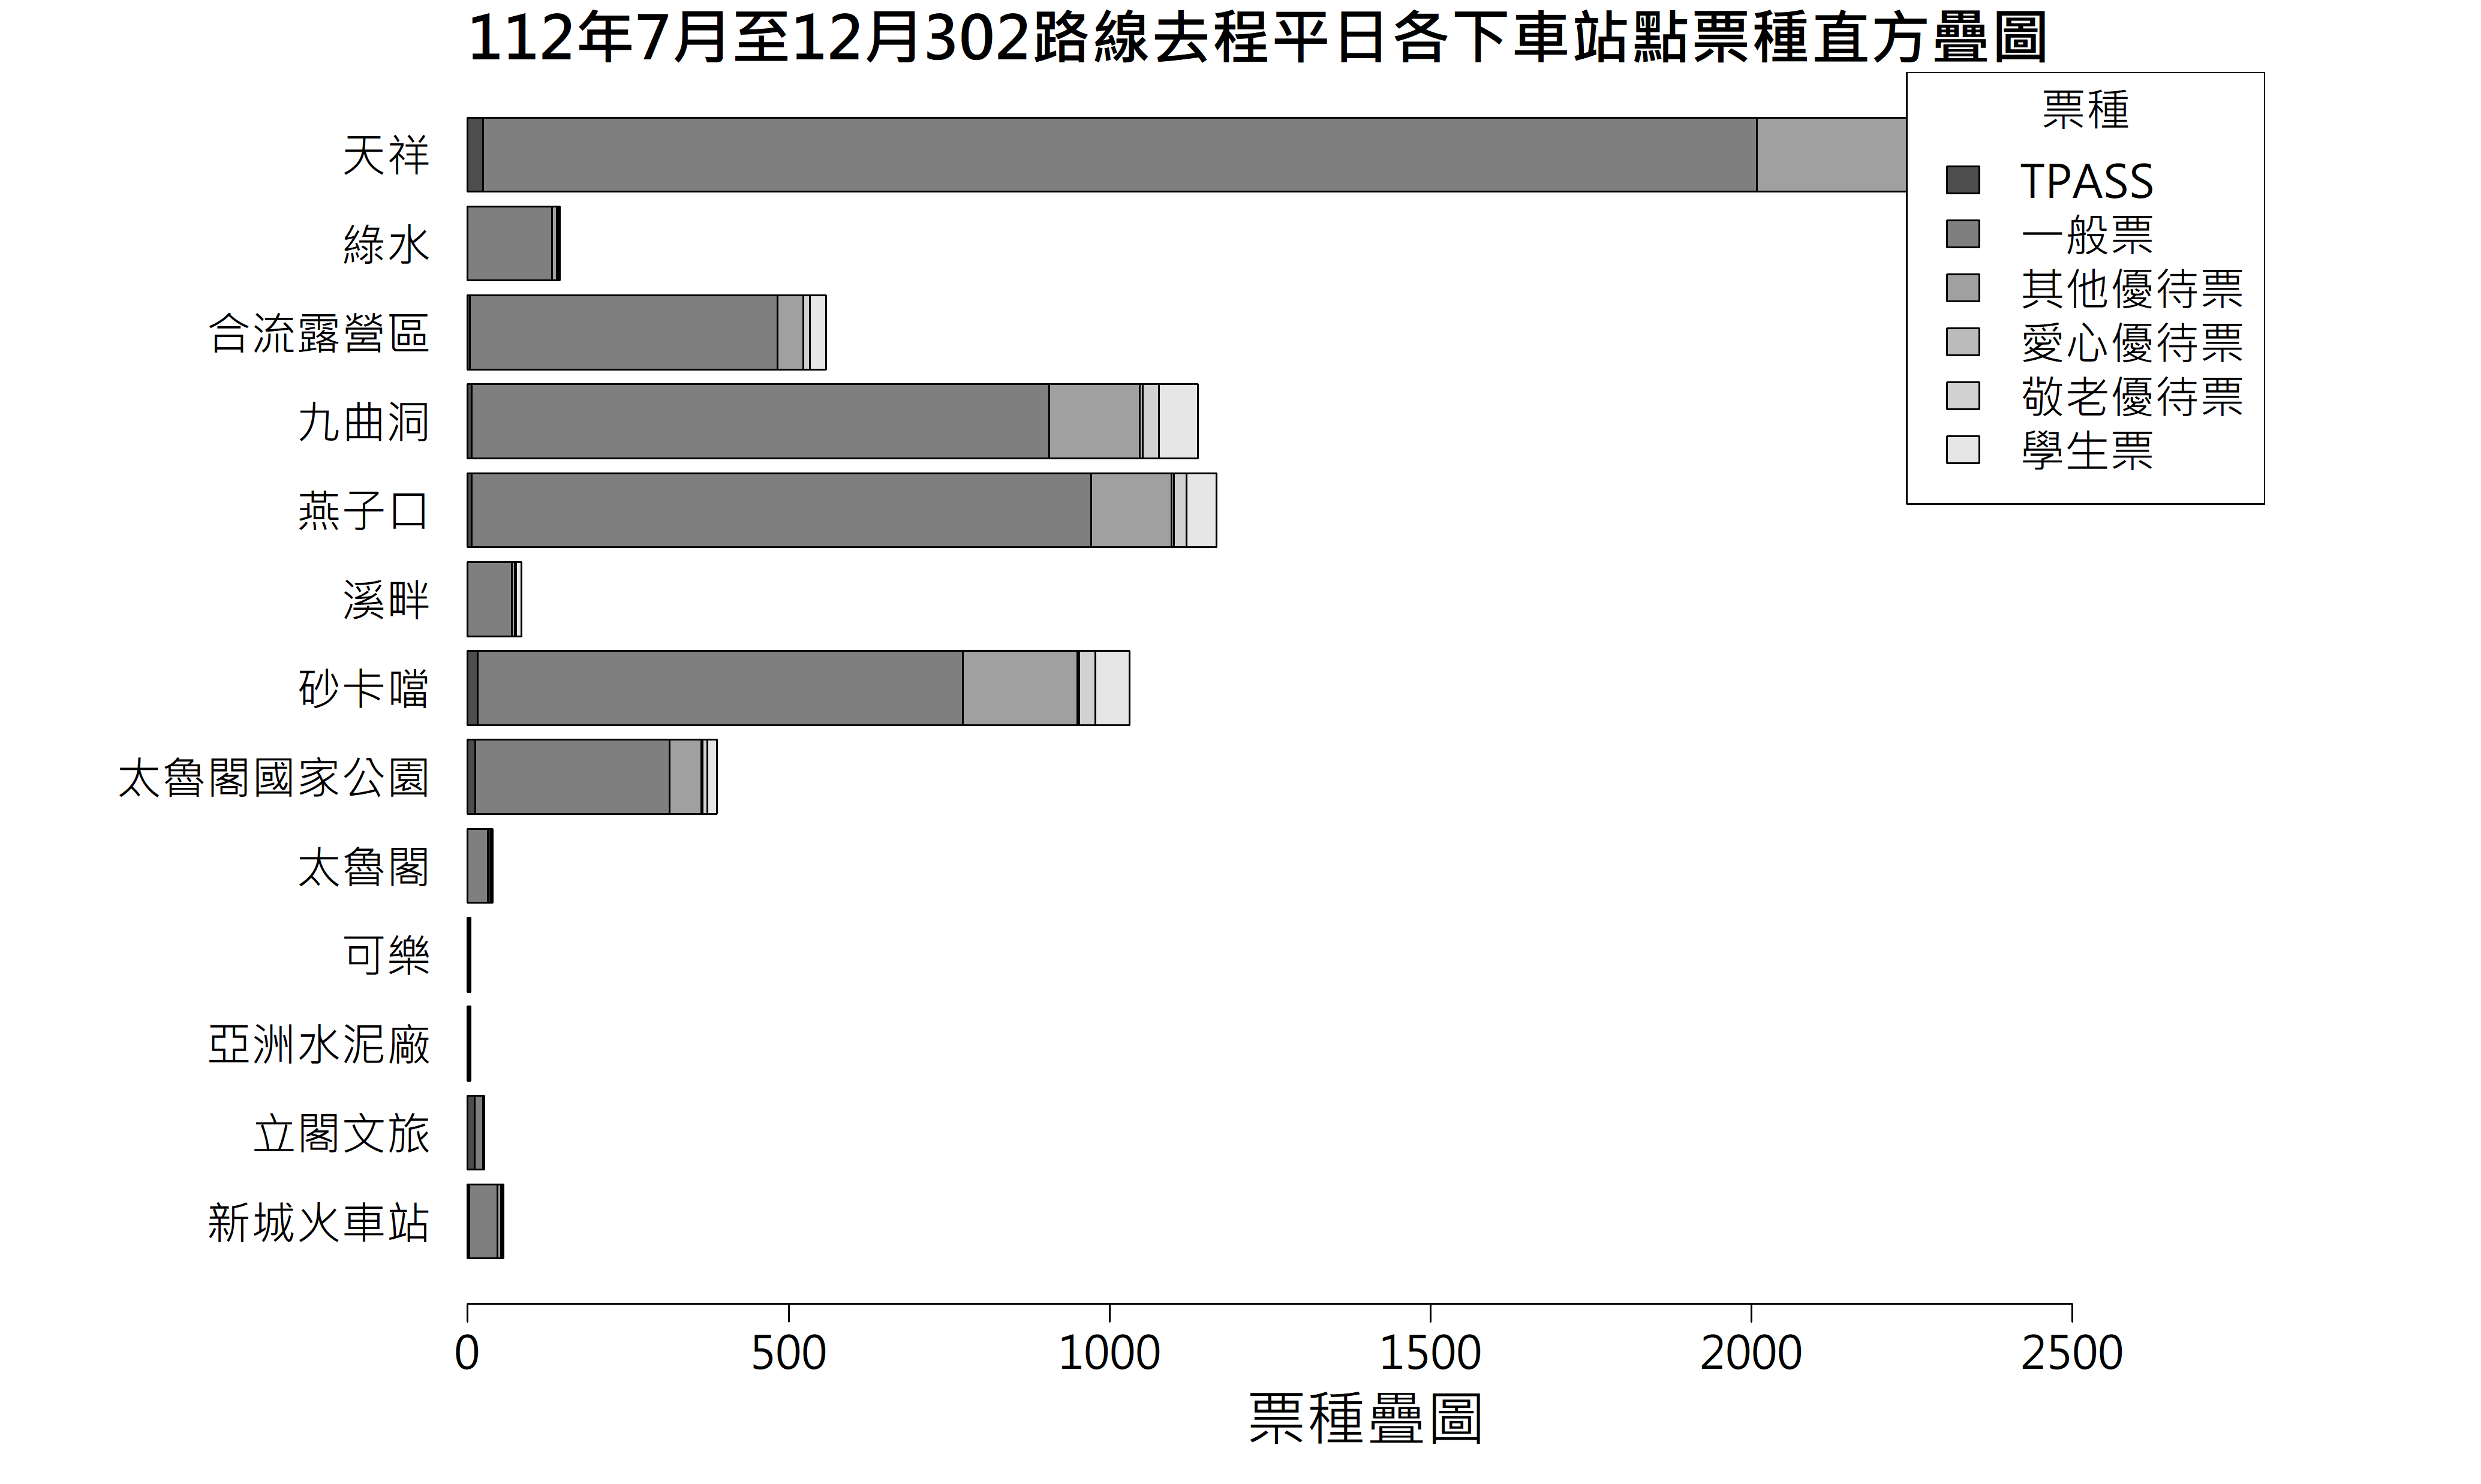 112年7月至12月302路線去程平日各下車站點票種直方疊圖
票種
TPASS
一般票
其他優待票
愛心優待票
敬老優待票
學生票
天祥
綠水
合流露營區
九曲洞
燕子口
溪畔
砂卡噹
太魯閣國家公園
太魯閣
可樂
亞洲水泥廠
立閣文旅
新城火車站
0 500 1000 1500 2000 2500
票種疊圖